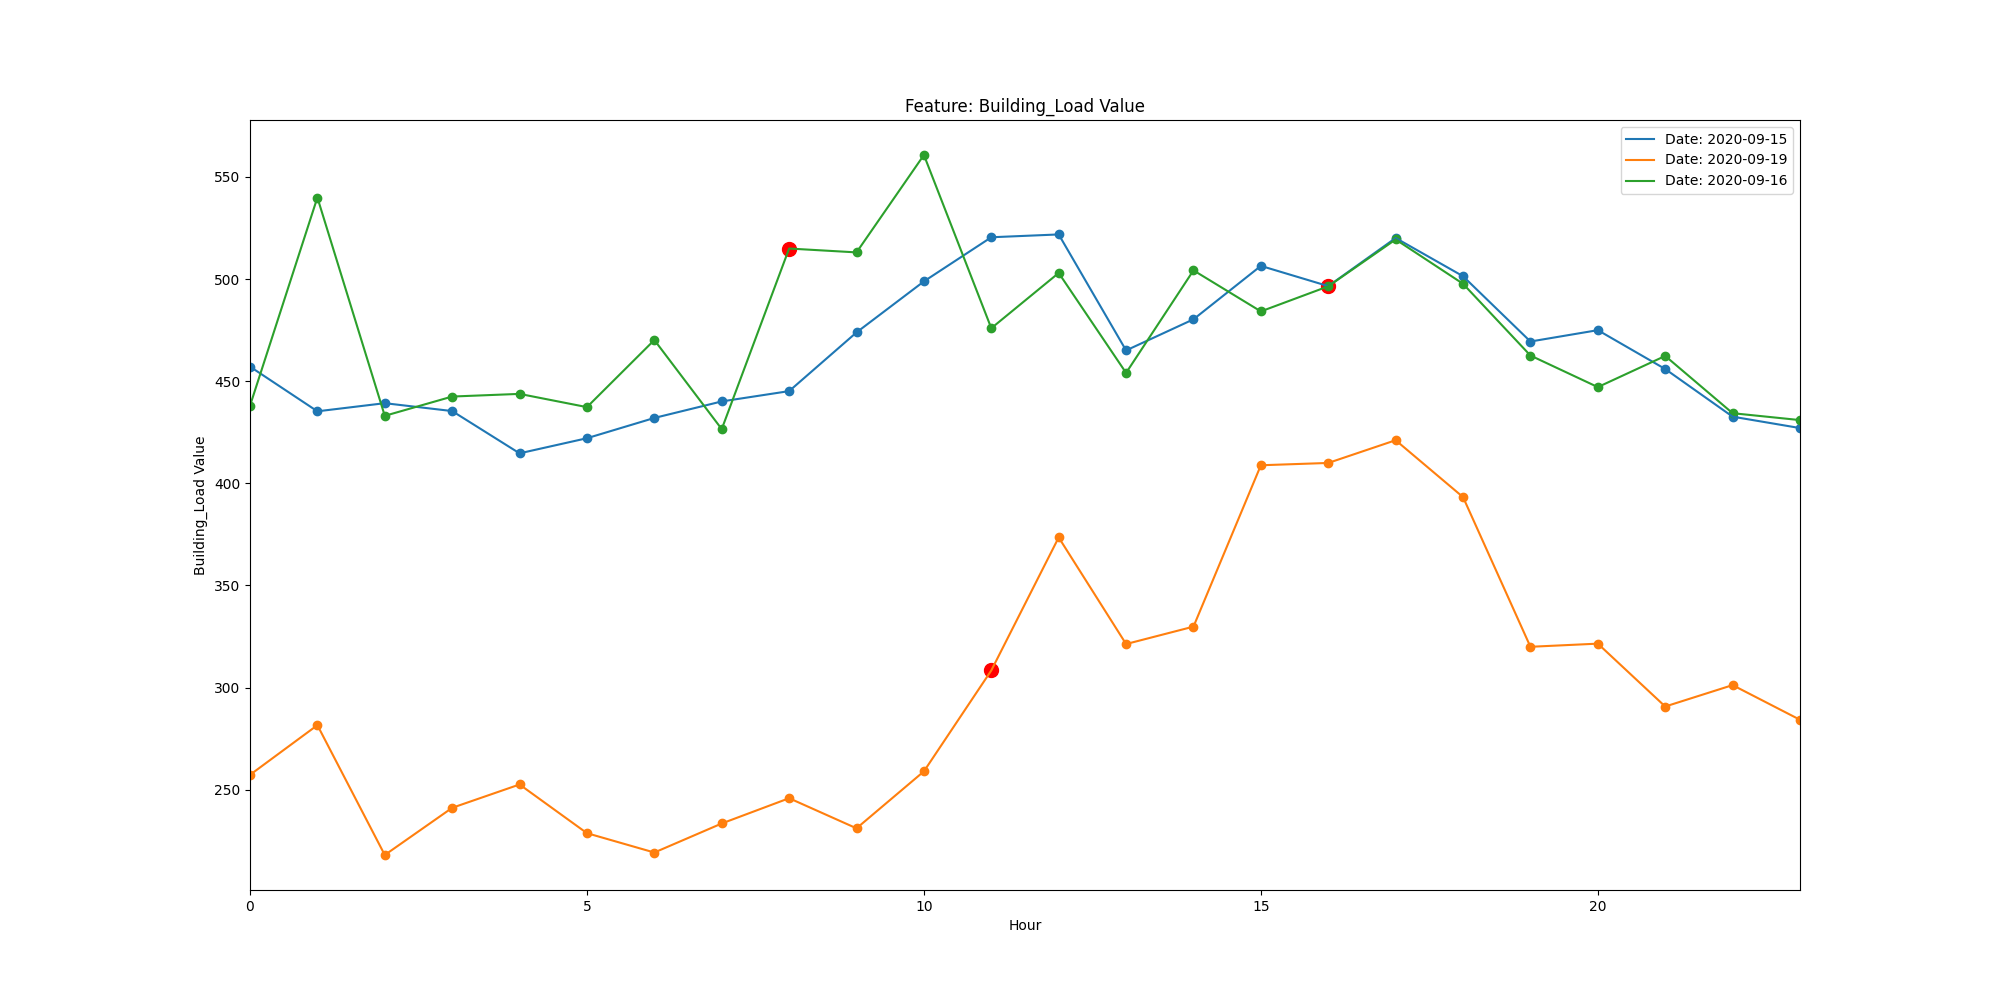 Feature: Building_Load Value
Date: 2020-09-15
Date: 2020-09-19
Date: 2020-09-16
550
500
450
400
350
300
250
Building_Load Value
0
5
10
15
20
Hour